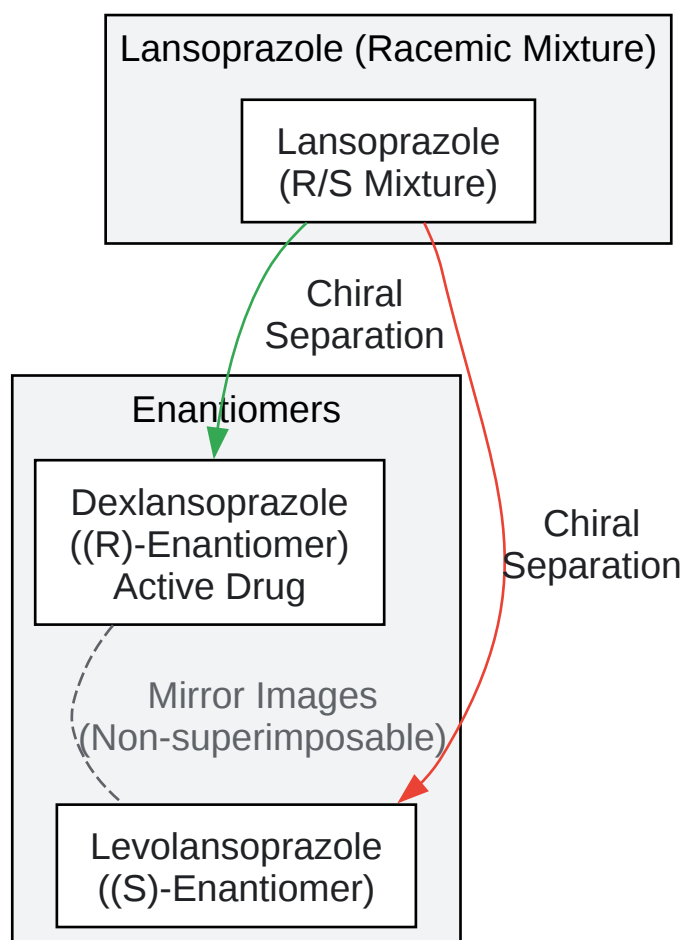 Lansoprazole (Racemic Mixture)
Lansoprazole
(R/S Mixture)
Chiral
Separation
Enantiomers
Dexlansoprazole
((R)-Enantiomer)
Active Drug
Chiral
Separation
Mirror Images
(Non-superimposable)
Levolansoprazole
((S)-Enantiomer)